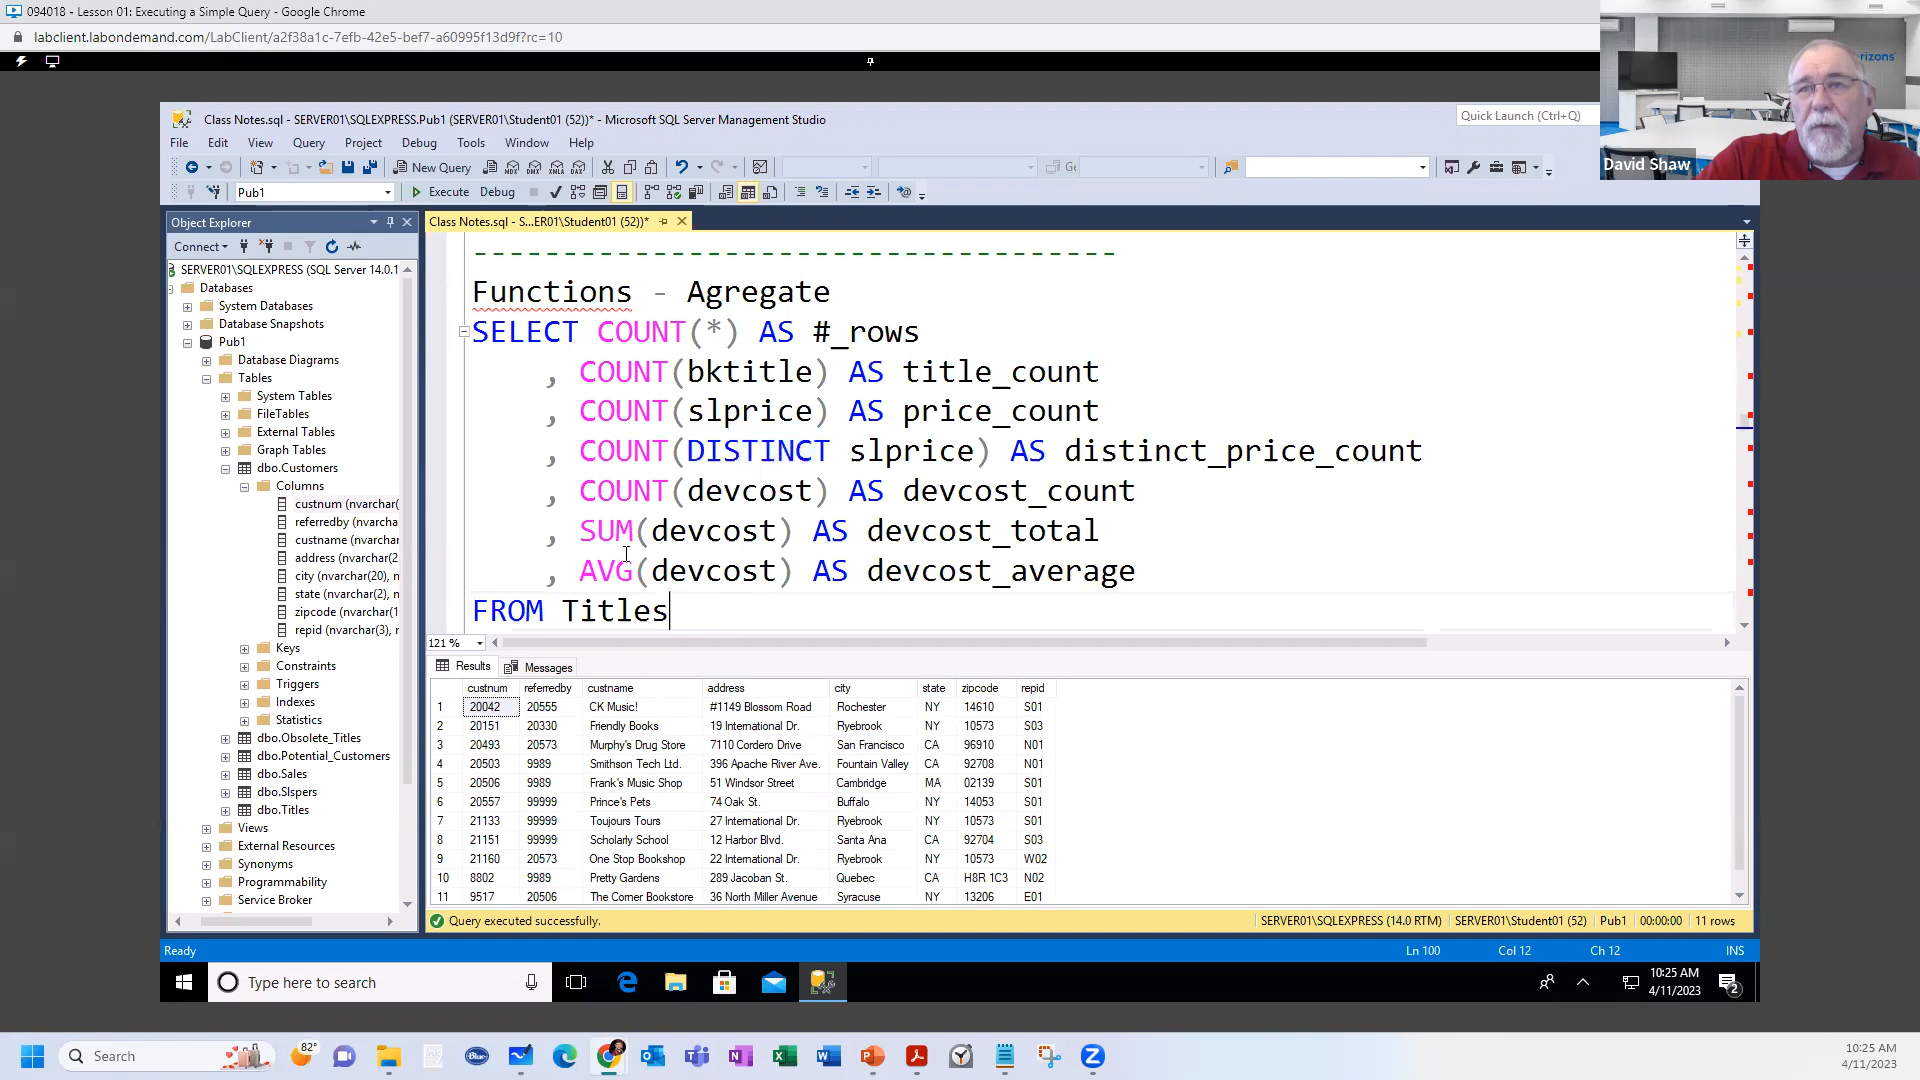 094018 - Lesson 01: Executing a Simple Query - Google Chrome
labclient.labondemand.com/LabClient/a2f38a1c-7efb-42e5-bef7-a60995f13d9f?rc=10
rizons
David Shaw
Class Notes.sql - SERVER01\SQLEXPRESS.Pub1 (SERVER01\Student01 (52))* - Microsoft SQL Server Management Studio
Quick Launch (Ctrl+Q)
File Edit View Query Project Debug Tools Window Help
New Query
Pub1 Execute Debug
Object Explorer
Connect
SERVER01\SQLEXPRESS (SQL Server 14.0.1
Databases
System Databases
Database Snapshots
Pub1
Database Diagrams
Tables
System Tables
FileTables
External Tables
Graph Tables
dbo.Customers
Columns
custnum (nvarchar(
referredby (nvarcha
custname (nvarchar
address (nvarchar(2
city (nvarchar(20), n
state (nvarchar(2), n
zipcode (nvarchar(1
repid (nvarchar(3), r
Keys
Constraints
Triggers
Indexes
Statistics
dbo.Obsolete_Titles
dbo.Potential_Customers
dbo.Sales
dbo.Slspers
dbo.Titles
Views
External Resources
Synonyms
Programmability
Service Broker
Class Notes.sql - S...ER01\Student01 (52))*
------------------------------------
Functions - Agregate
SELECT COUNT(*) AS #_rows
, COUNT(bktitle) AS title_count
, COUNT(slprice) AS price_count
, COUNT(DISTINCT slprice) AS distinct_price_count
, COUNT(devcost) AS devcost_count
, SUM(devcost) AS devcost_total
, AVG(devcost) AS devcost_average
FROM Titles
121 %
Results Messages
custnum referredby custname address city state zipcode repid
1 20042 20555 CK Music! #1149 Blossom Road Rochester NY 14610 S01
2 20151 20330 Friendly Books 19 International Dr. Ryebrook NY 10573 S03
3 20493 20573 Murphy's Drug Store 7110 Cordero Drive San Francisco CA 96910 N01
4 20503 9989 Smithson Tech Ltd. 396 Apache River Ave. Fountain Valley CA 92708 N01
5 20506 9989 Frank's Music Shop 51 Windsor Street Cambridge MA 02139 S01
6 20557 99999 Prince's Pets 74 Oak St. Buffalo NY 14053 S01
7 21133 99999 Toujours Tours 27 International Dr. Ryebrook NY 10573 S01
8 21151 99999 Scholarly School 12 Harbor Blvd. Santa Ana CA 92704 S03
9 21160 20573 One Stop Bookshop 22 International Dr. Ryebrook NY 10573 W02
10 8802 9989 Pretty Gardens 289 Jacoban St. Quebec CA H8R 1C3 N02
11 9517 20506 The Corner Bookstore 36 North Miller Avenue Syracuse NY 13206 E01
Query executed successfully. SERVER01\SQLEXPRESS (14.0 RTM) SERVER01\Student01 (52) Pub1 00:00:00 11 rows
Ready Ln 100 Col 12 Ch 12 INS
Type here to search
10:25 AM
4/11/2023
2
Search
82°
Blue
10:25 AM
4/11/2023